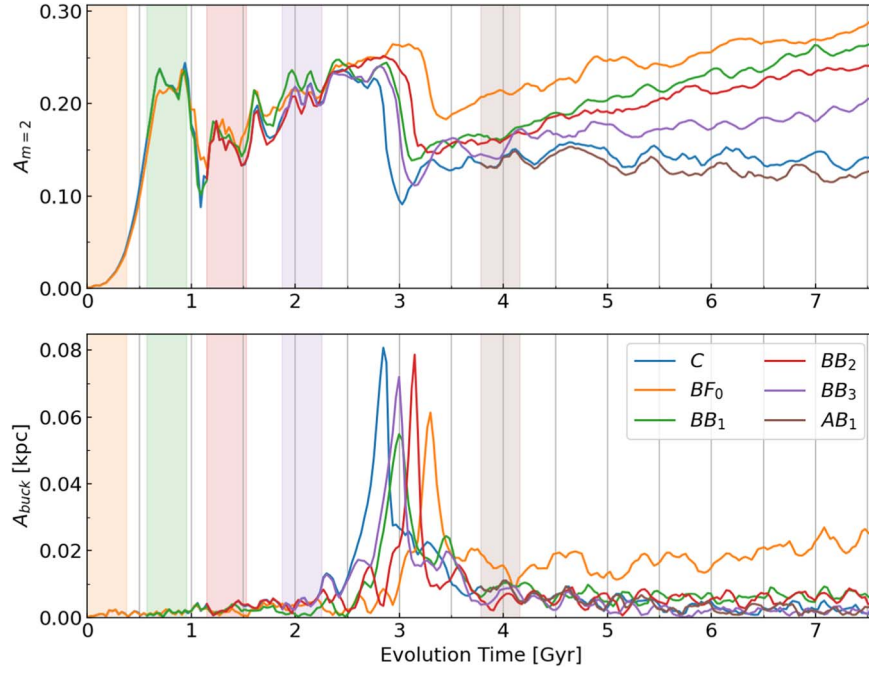 0.30
0.20
0.10
0.00
A_{m=2}
0 1 2 3 4 5 6 7
0.08
0.06
0.04
0.02
0.00
A_{buck} [kpc]
C
BF_0
BB_1
BB_2
BB_3
AB_1
0 1 2 3 4 5 6 7
Evolution Time [Gyr]